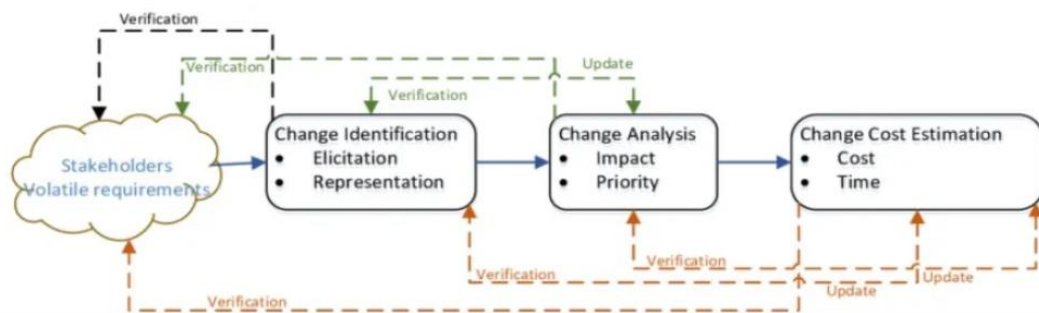 Verification
Verification
Update
Verification
Stakeholders
Volatile requirements
Change Identification
• Elicitation
• Representation
Change Analysis
• Impact
• Priority
Change Cost Estimation
• Cost
• Time
Verification
Verification
Update
Update
Verification